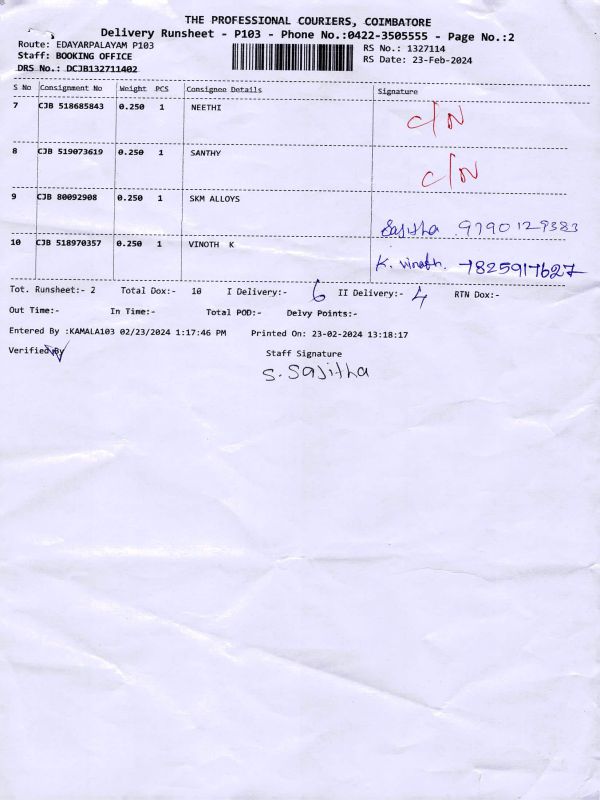 THE PROFESSIONAL COURIERS, COIMBATORE
Delivery Runsheet - P103 - Phone No.:0422-3505555 - Page No.:2
Route: EDAYARPALAYAM P103 RS No.: 1327114
Staff: BOOKING OFFICE RS Date: 23-Feb-2024
DRS No.: DCJB132711402
S No Consignment No Weight PCS Consignee Details Signature
7 CJB 518685843 0.250 1 NEETHI C/N
8 CJB 519073619 0.250 1 SANTHY C/N
9 CJB 80092908 0.250 1 SKM ALLOYS Sajitha 9790129383
10 CJB 518970357 0.250 1 VINOTH K K. Vinoth. 7825917627
Tot. Runsheet:- 2 Total Dox:- 10 I Delivery:- 6 II Delivery:- 4 RTN Dox:-
Out Time:- In Time:- Total POD:- Delvy Points:-
Entered By :KAMALA103 02/23/2024 1:17:46 PM Printed On: 23-02-2024 13:18:17
Verified By Staff Signature
S. Sajitha